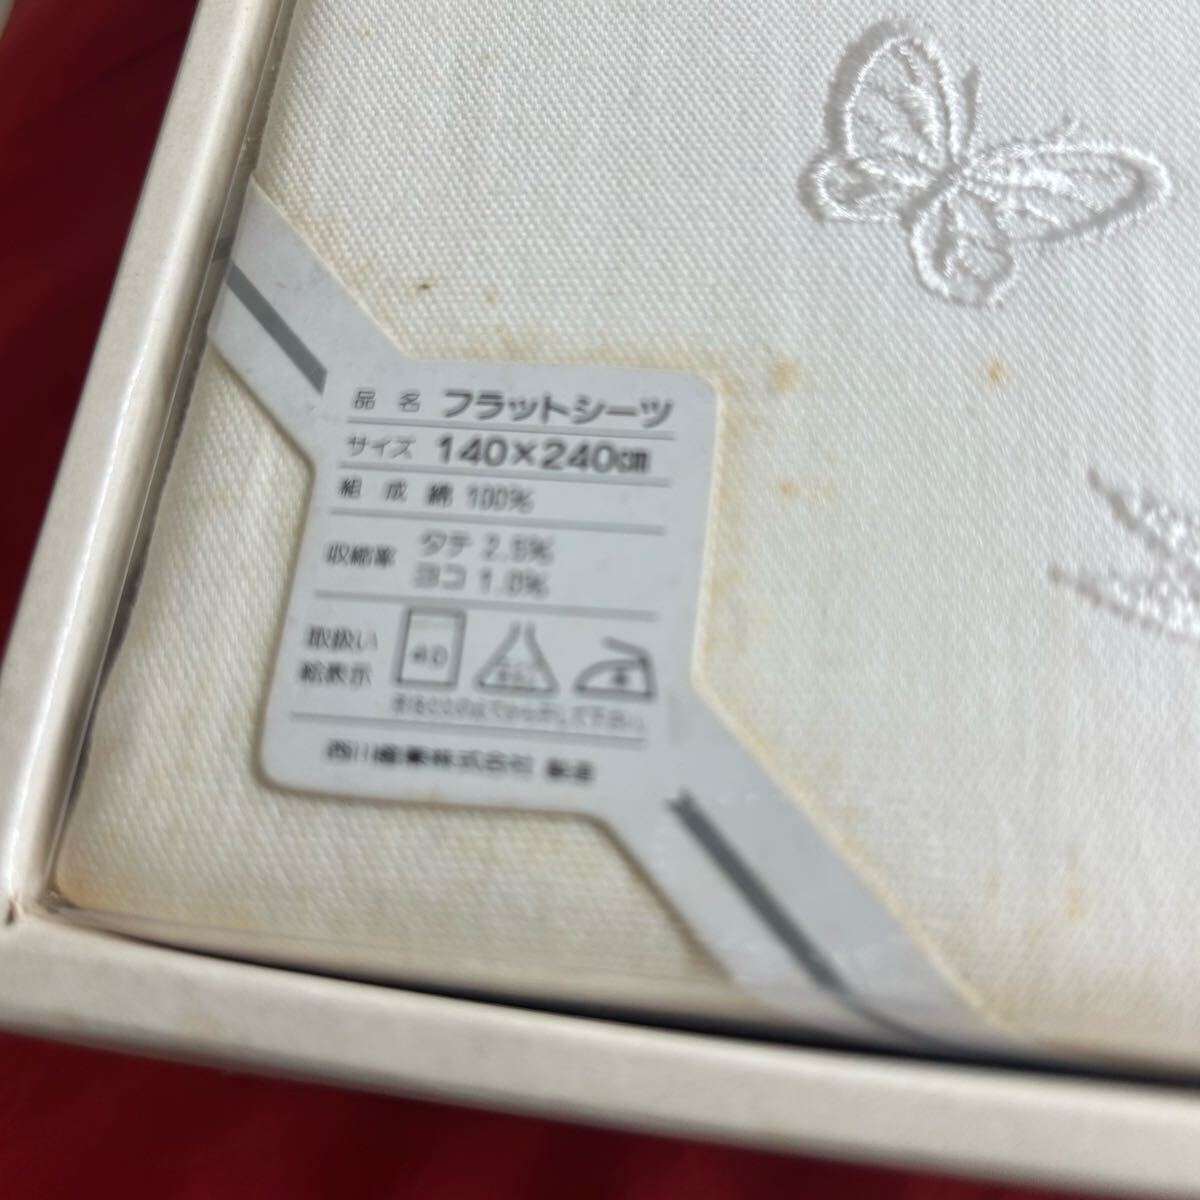 品名 フラットシーツ
サイズ 140×240cm
組成 綿 100%
収縮率 タテ 2.5%
ヨコ 1.0%
取扱い
絵表示
40
西川産業株式会社 製造